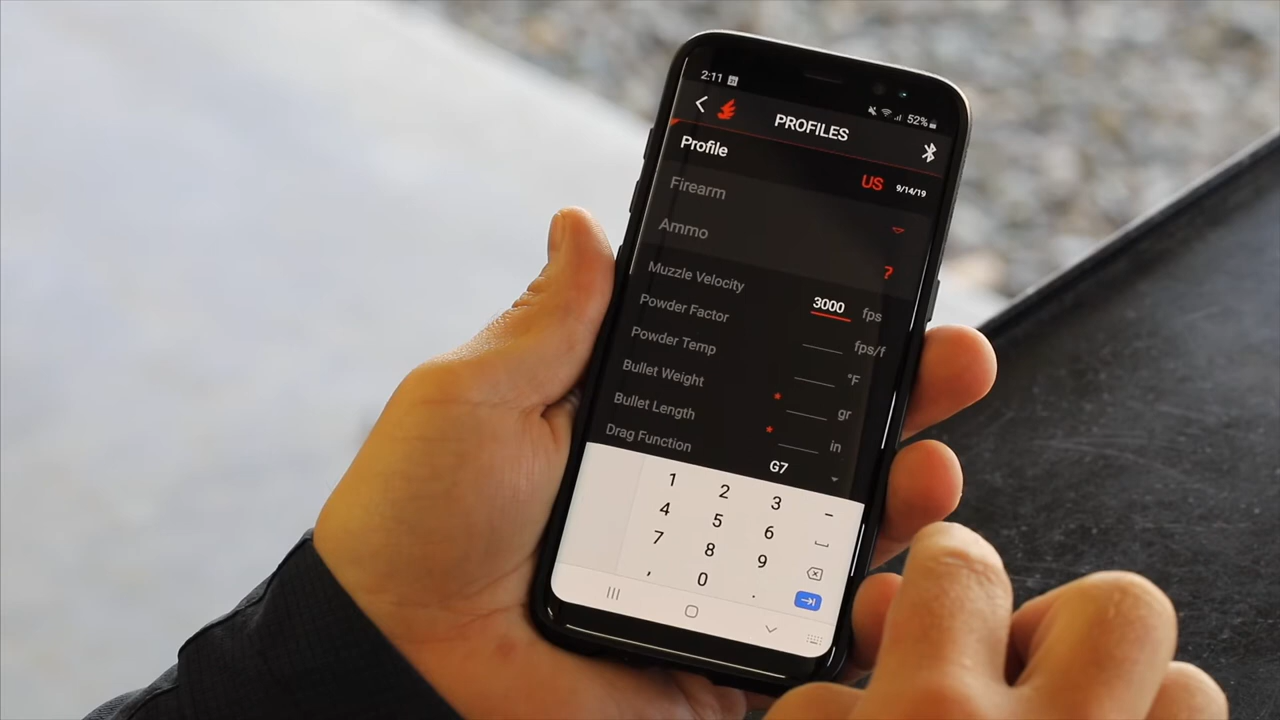 2:11 52%
PROFILES
Profile US 9/14/19
Firearm
Ammo ?
Muzzle Velocity 3000 fps
Powder Factor fps/f
Powder Temp °F
Bullet Weight * gr
Bullet Length * in
Drag Function G7
1 2 3 -
4 5 6
7 8 9
, 0 .